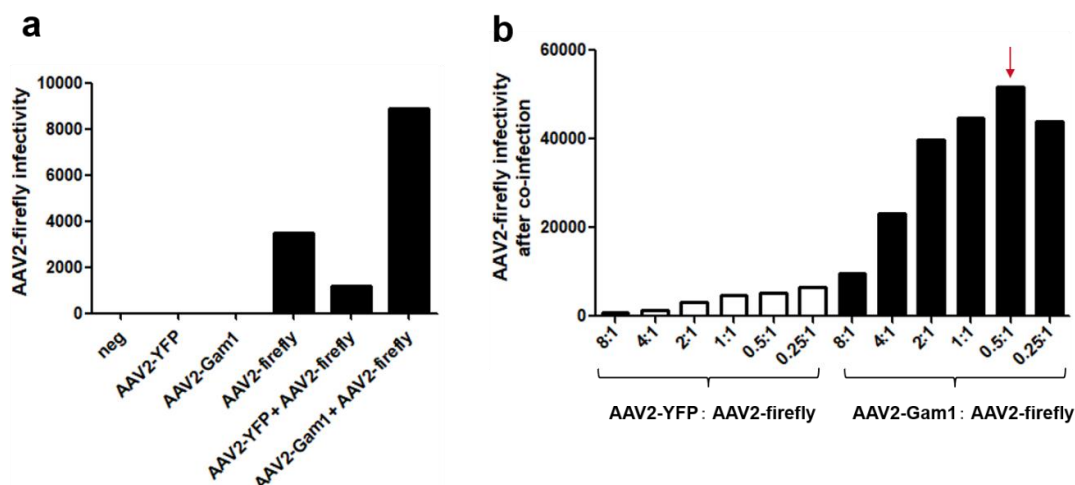 a
AAV2-firefly infectivity
10000
8000
6000
4000
2000
0
neg
AAV2-YFP
AAV2-Gam1
AAV2-firefly
AAV2-YFP + AAV2-firefly
AAV2-Gam1 + AAV2-firefly
b
AAV2-firefly infectivity
after co-infection
60000
40000
20000
0
8:1
4:1
2:1
1:1
0.5:1
0.25:1
8:1
4:1
2:1
1:1
0.5:1
0.25:1
AAV2-YFP: AAV2-firefly
AAV2-Gam1: AAV2-firefly